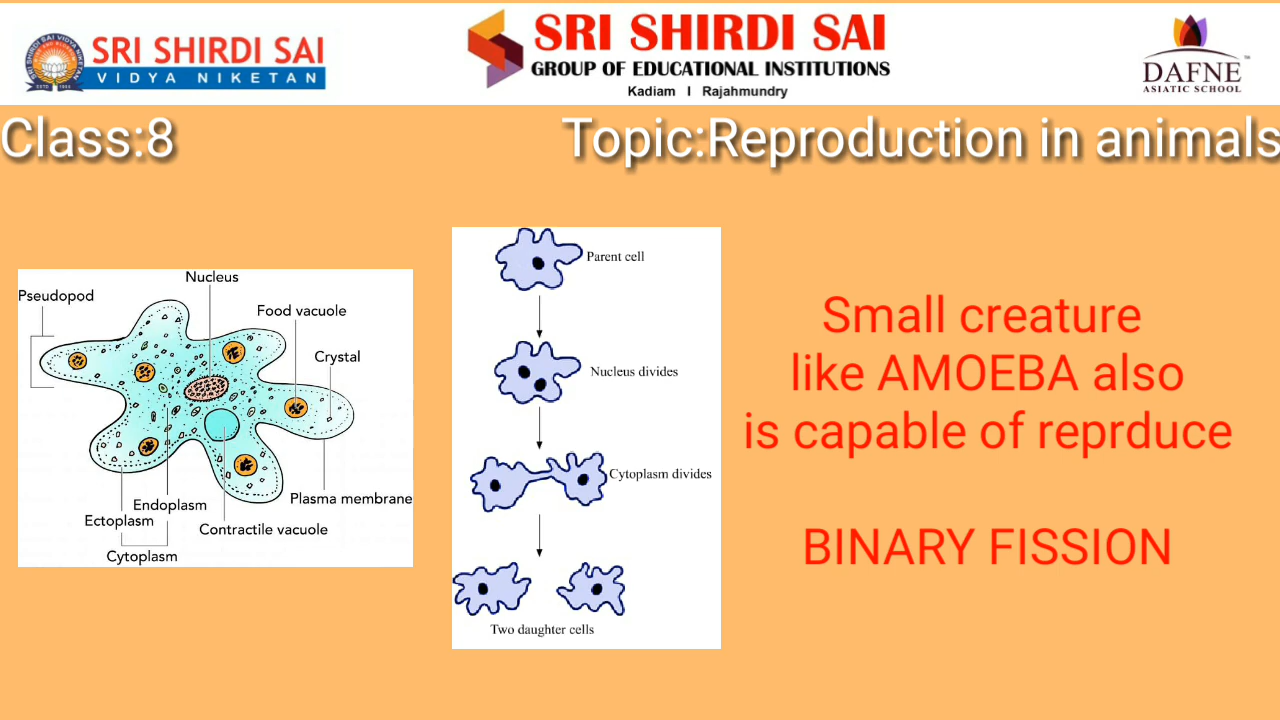 SRI SHIRDI SAI
VIDYA NIKETAN
SRI SHIRDI SAI
GROUP OF EDUCATIONAL INSTITUTIONS
Kadiam I Rajahmundry
DAFNE
ASIATIC SCHOOL
Class:8
Topic:Reproduction in animals
Nucleus
Pseudopod
Food vacuole
Crystal
Plasma membrane
Endoplasm
Ectoplasm
Contractile vacuole
Cytoplasm
Parent cell
Nucleus divides
Cytoplasm divides
Two daughter cells
Small creature
like AMOEBA also
is capable of reprduce
BINARY FISSION